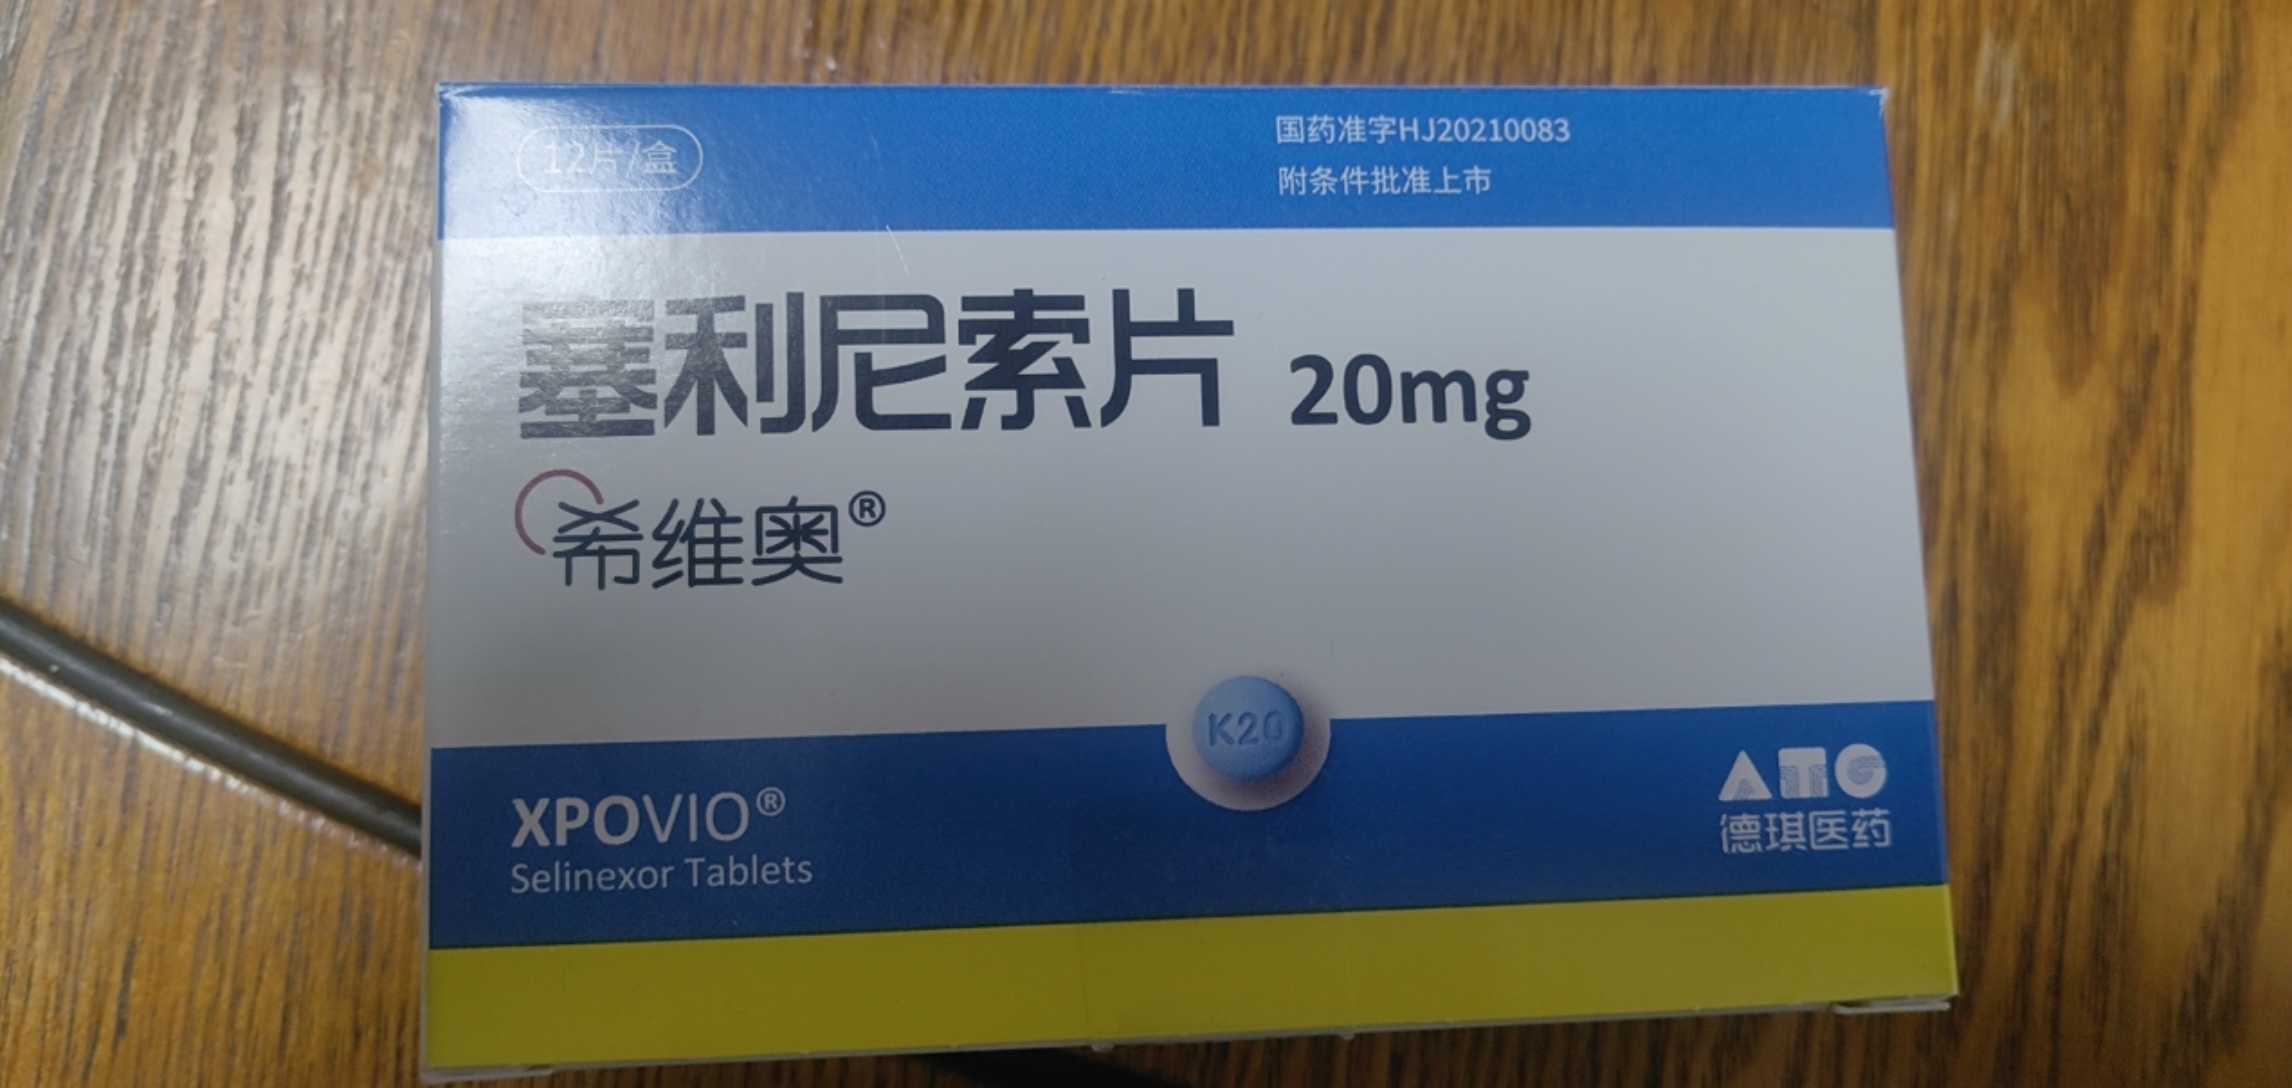 12片/盒
国药准字HJ20210083
附条件批准上市
塞利尼索片 20mg
希维奥®
K20
XPOVIO®
Selinexor Tablets
ATG
德琪医药